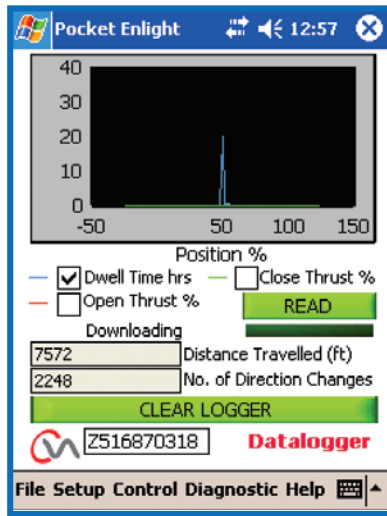 Pocket Enlight 12:57
40
30
20
10
0
-50 50 100 150
Position %
Dwell Time hrs Close Thrust %
Open Thrust % READ
Downloading
7572 Distance Travelled (ft)
2248 No. of Direction Changes
CLEAR LOGGER
Z516870318 Datalogger
File Setup Control Diagnostic Help